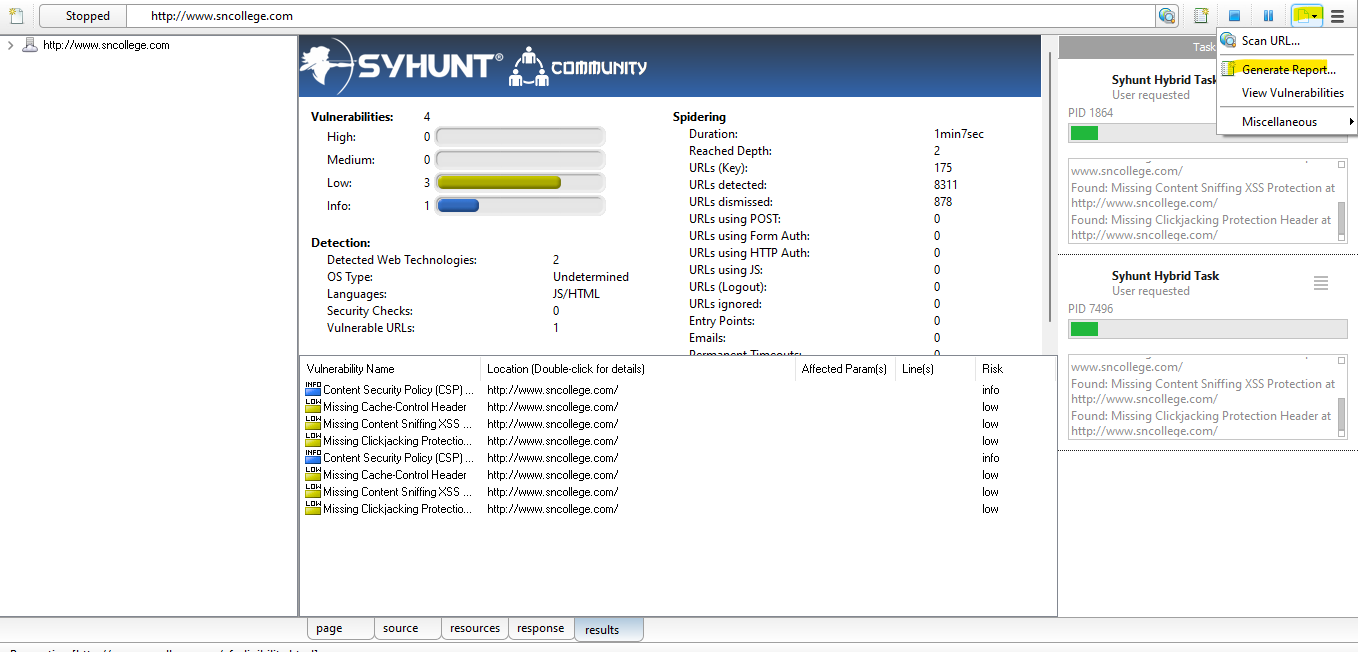 Stopped
http://www.sncollege.com
http://www.sncollege.com
SYHUNT® COMMUNITY
Vulnerabilities: 4
High: 0
Medium: 0
Low: 3
Info: 1
Detection:
Detected Web Technologies: 2
OS Type: Undetermined
Languages: JS/HTML
Security Checks: 0
Vulnerable URLs: 1
Spidering
Duration: 1min7sec
Reached Depth: 2
URLs (Key): 175
URLs detected: 8311
URLs dismissed: 878
URLs using POST: 0
URLs using Form Auth: 0
URLs using HTTP Auth: 0
URLs using JS: 0
URLs (Logout): 0
URLs ignored: 0
Entry Points: 0
Emails: 0
Permanent Timeouts: 0
Vulnerability Name Location (Double-click for details) Affected Param(s) Line(s) Risk
INFO Content Security Policy (CSP) ... http://www.sncollege.com/ info
LOW Missing Cache-Control Header http://www.sncollege.com/ low
LOW Missing Content Sniffing XSS ... http://www.sncollege.com/ low
LOW Missing Clickjacking Protectio... http://www.sncollege.com/ low
INFO Content Security Policy (CSP) ... http://www.sncollege.com/ info
LOW Missing Cache-Control Header http://www.sncollege.com/ low
LOW Missing Content Sniffing XSS ... http://www.sncollege.com/ low
LOW Missing Clickjacking Protectio... http://www.sncollege.com/ low
page source resources response results
Task
Scan URL...
Generate Report...
View Vulnerabilities
Miscellaneous
Syhunt Hybrid Task
User requested
PID 1864
www.sncollege.com/
Found: Missing Content Sniffing XSS Protection at
http://www.sncollege.com/
Found: Missing Clickjacking Protection Header at
http://www.sncollege.com/
Syhunt Hybrid Task
User requested
PID 7496
www.sncollege.com/
Found: Missing Content Sniffing XSS Protection at
http://www.sncollege.com/
Found: Missing Clickjacking Protection Header at
http://www.sncollege.com/